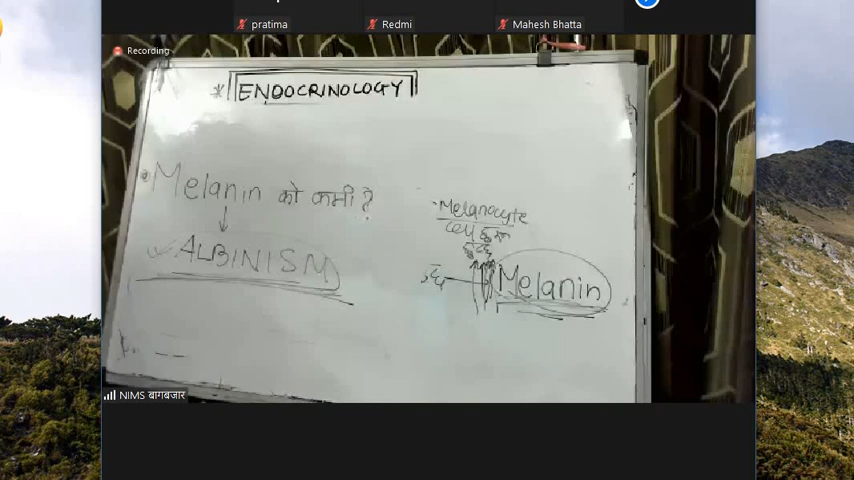 pratima
Redmi
Mahesh Bhatta
Recording
* ENDOCRINOLOGY
Melanin को कमी ?
↓
ALBINISM
Melanocyte
Cell
Melanin
NIMS बागबजार